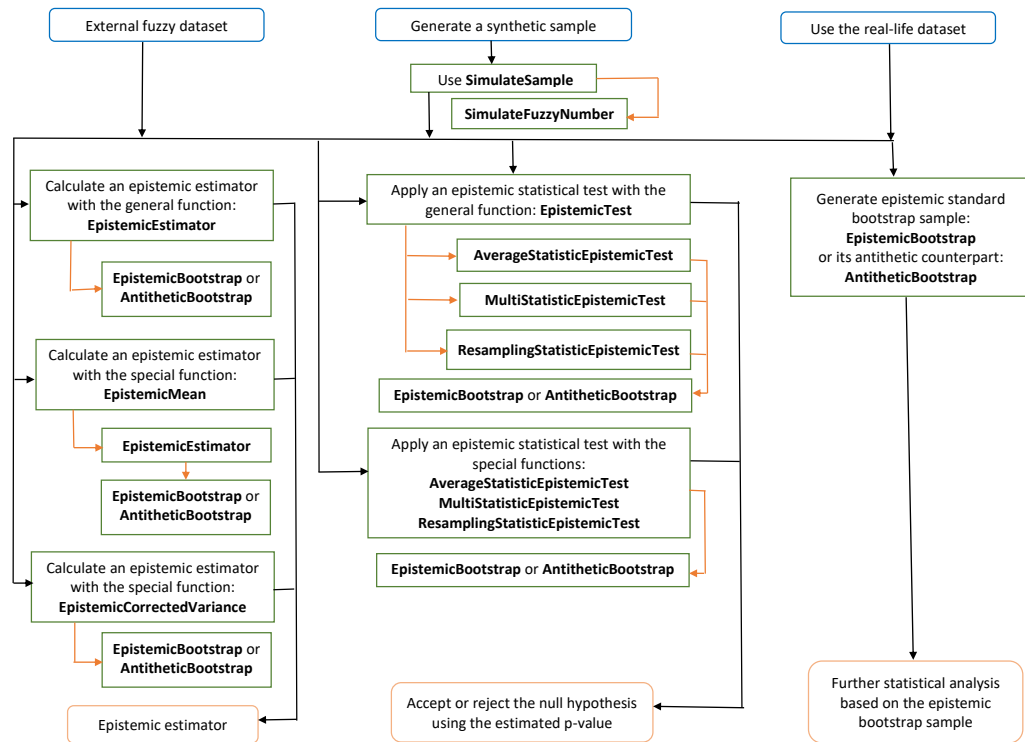 External fuzzy dataset
Generate a synthetic sample
Use the real-life dataset
Use SimulateSample
SimulateFuzzyNumber
Calculate an epistemic estimator
with the general function:
EpistemicEstimator
EpistemicBootstrap or
AntitheticBootstrap
Calculate an epistemic estimator
with the special function:
EpistemicMean
EpistemicEstimator
EpistemicBootstrap or
AntitheticBootstrap
Calculate an epistemic estimator
with the special function:
EpistemicCorrectedVariance
EpistemicBootstrap or
AntitheticBootstrap
Epistemic estimator
Apply an epistemic statistical test with the
general function: EpistemicTest
AverageStatisticEpistemicTest
MultiStatisticEpistemicTest
ResamplingStatisticEpistemicTest
EpistemicBootstrap or AntitheticBootstrap
Apply an epistemic statistical test with the
special functions:
AverageStatisticEpistemicTest
MultiStatisticEpistemicTest
ResamplingStatisticEpistemicTest
EpistemicBootstrap or AntitheticBootstrap
Accept or reject the null hypothesis
using the estimated p-value
Generate epistemic standard
bootstrap sample:
EpistemicBootstrap
or its antithetic counterpart:
AntitheticBootstrap
Further statistical analysis
based on the epistemic
bootstrap sample